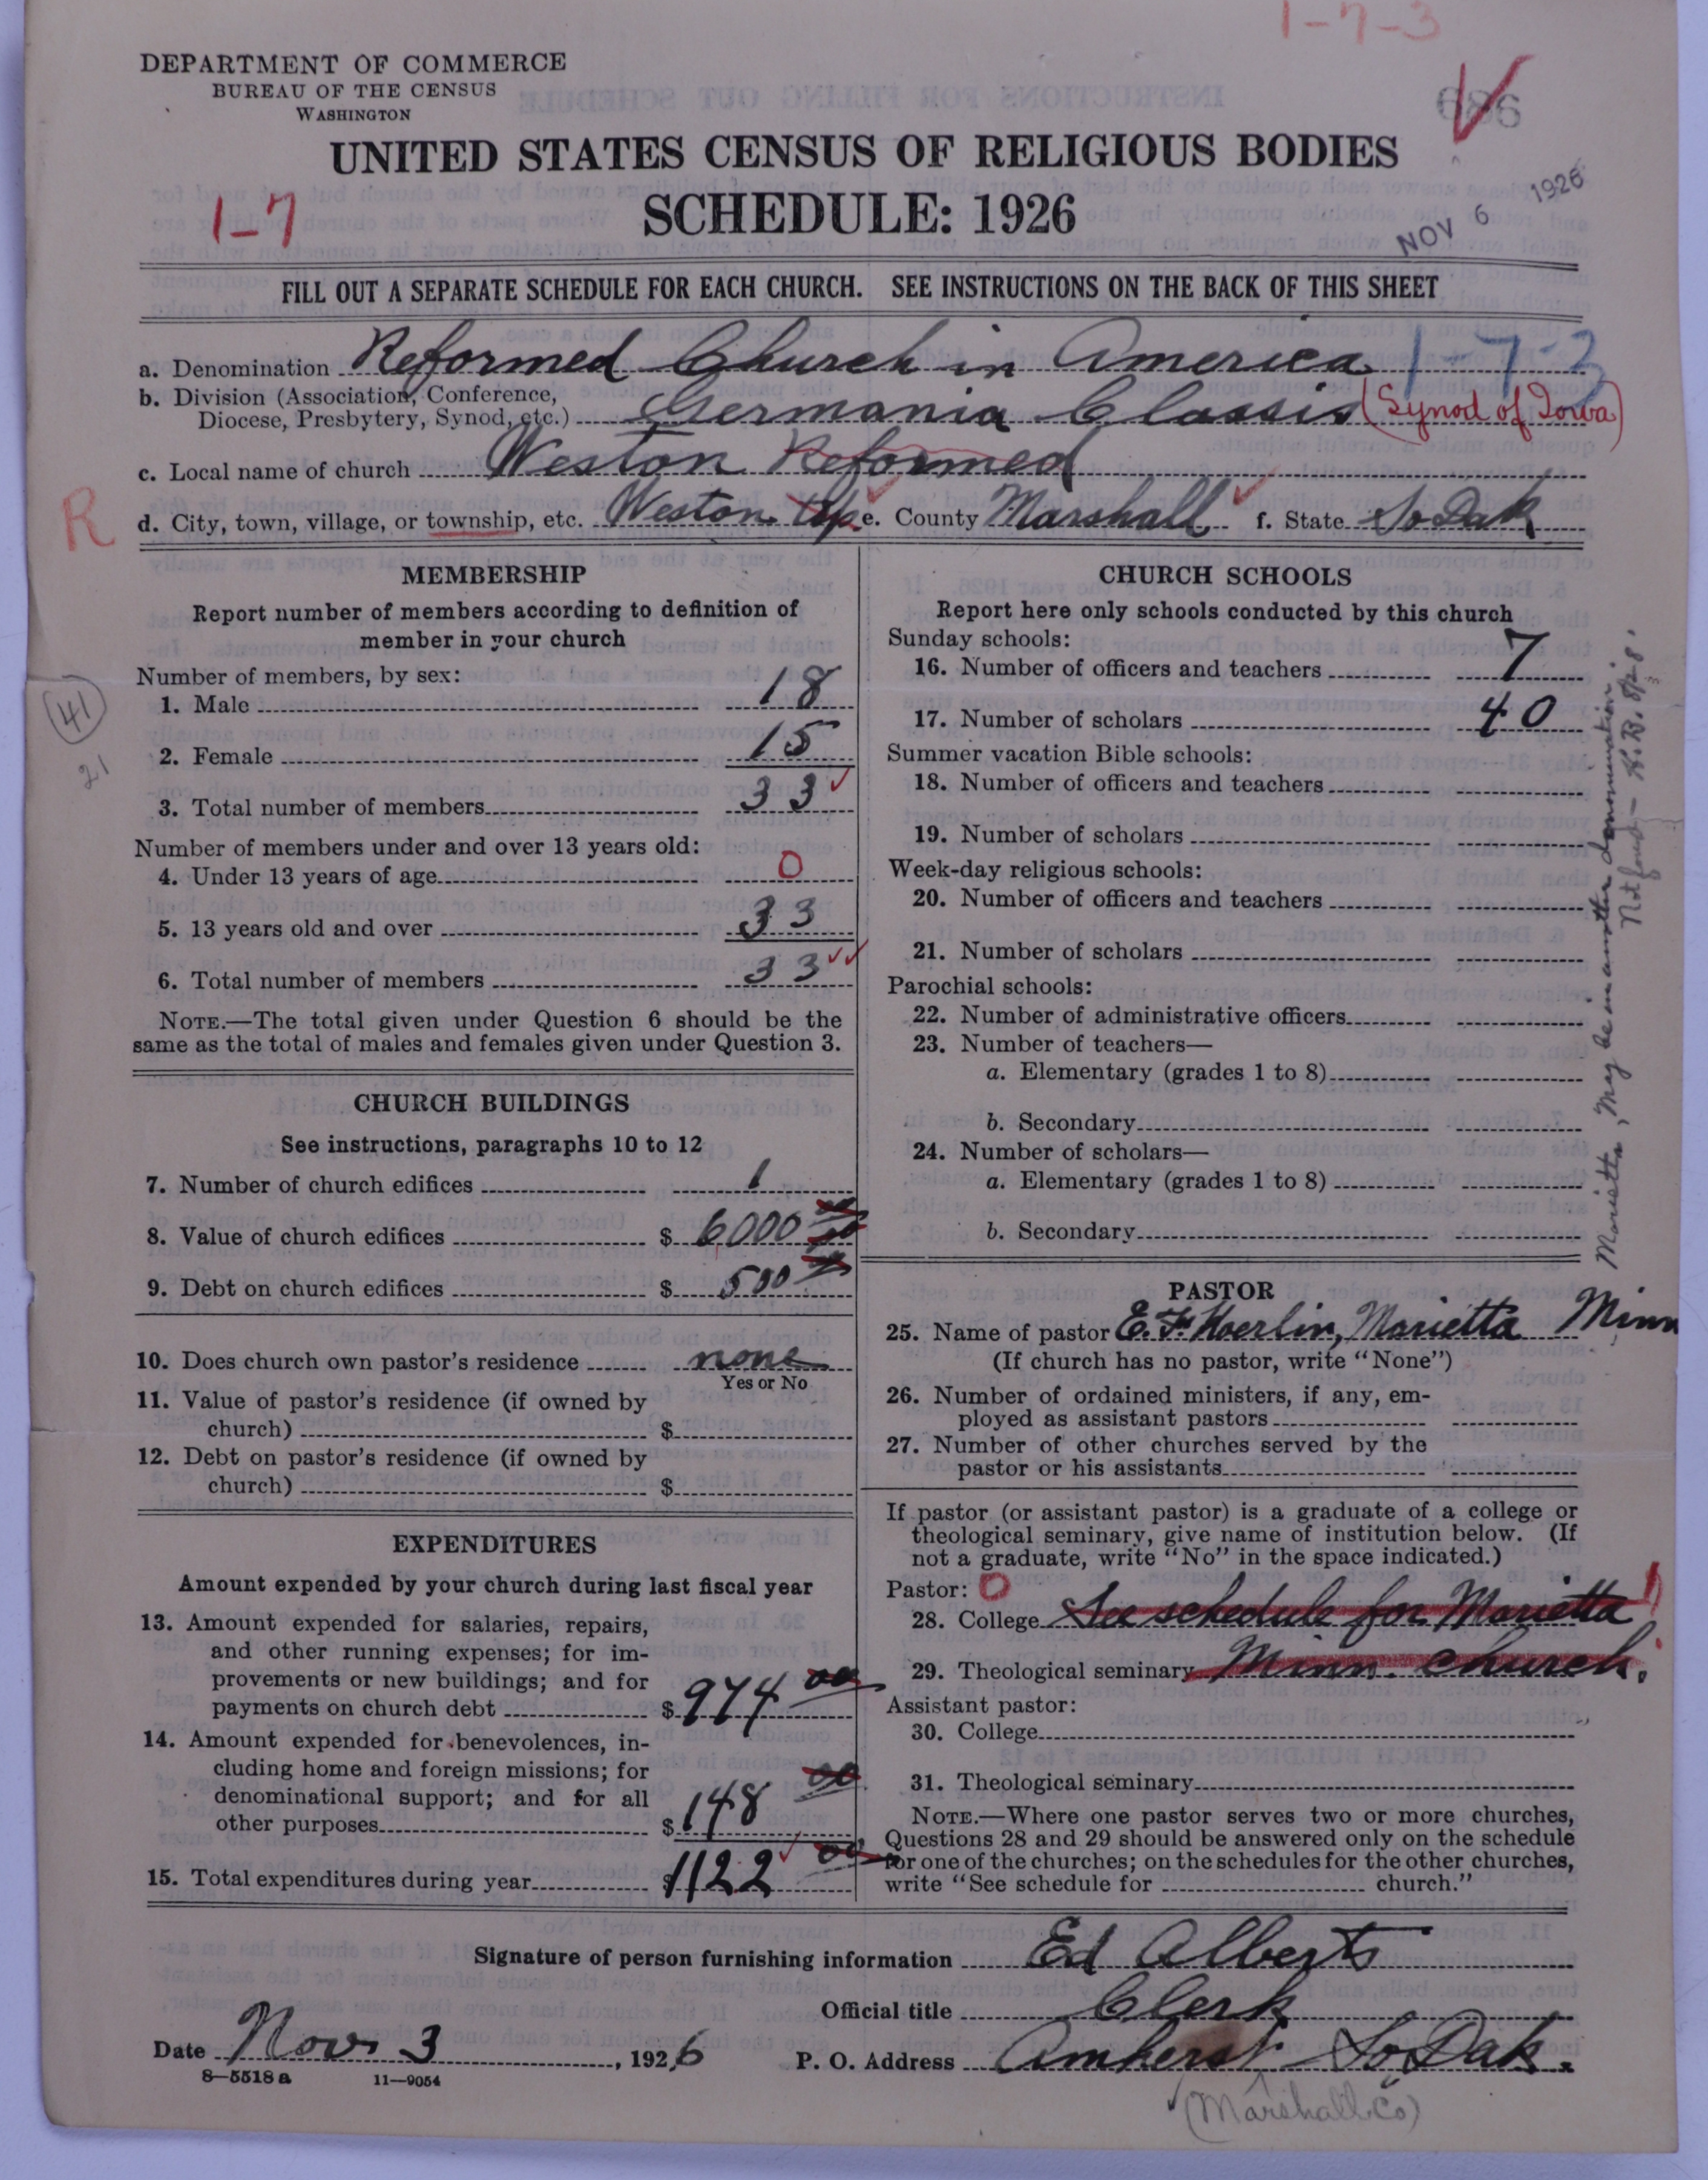 1-7-3
DEPARTMENT OF COMMERCE
BUREAU OF THE CENSUS
WASHINGTON
686
UNITED STATES CENSUS OF RELIGIOUS BODIES
SCHEDULE: 1926
1-7
NOV 6 1926
FILL OUT A SEPARATE SCHEDULE FOR EACH CHURCH. SEE INSTRUCTIONS ON THE BACK OF THIS SHEET
a. Denomination Reformed Church in America 1-7-3
b. Division (Association, Conference,
Diocese, Presbytery, Synod, etc.) Germania Classis (Synod of Iowa)
c. Local name of church Weston Reformed
R
d. City, town, village, or township, etc. Weston Twp. e. County Marshall f. State So Dak
MEMBERSHIP
Report number of members according to definition of
member in your church
Number of members, by sex:
1. Male 18
41
2. Female 15
21
3. Total number of members 33
Number of members under and over 13 years old:
4. Under 13 years of age 0
5. 13 years old and over 33
6. Total number of members 33
NOTE.—The total given under Question 6 should be the
same as the total of males and females given under Question 3.
CHURCH BUILDINGS
See instructions, paragraphs 10 to 12
7. Number of church edifices 1
8. Value of church edifices $ 6000 00
9. Debt on church edifices $ 500
10. Does church own pastor's residence none
Yes or No
11. Value of pastor's residence (if owned by
church) $
12. Debt on pastor's residence (if owned by
church) $
EXPENDITURES
Amount expended by your church during last fiscal year
13. Amount expended for salaries, repairs,
and other running expenses; for im-
provements or new buildings; and for
payments on church debt $ 974 00
14. Amount expended for benevolences, in-
cluding home and foreign missions; for
denominational support; and for all
other purposes $ 148 00
15. Total expenditures during year $ 1122 00
CHURCH SCHOOLS
Report here only schools conducted by this church
Sunday schools:
16. Number of officers and teachers 7
17. Number of scholars 40
Summer vacation Bible schools:
18. Number of officers and teachers
19. Number of scholars
Week-day religious schools:
20. Number of officers and teachers
21. Number of scholars
Parochial schools:
22. Number of administrative officers
23. Number of teachers—
a. Elementary (grades 1 to 8)
b. Secondary
24. Number of scholars—
a. Elementary (grades 1 to 8)
b. Secondary
Marietta, May be in another denomination
Not found — K.B.
PASTOR
25. Name of pastor E. F. Hoerlin, Marietta Minn
(If church has no pastor, write "None")
26. Number of ordained ministers, if any, em-
ployed as assistant pastors
27. Number of other churches served by the
pastor or his assistants
If pastor (or assistant pastor) is a graduate of a college or
theological seminary, give name of institution below. (If
not a graduate, write "No" in the space indicated.)
Pastor: 0
28. College See schedule for Marietta
29. Theological seminary Minn. church.
Assistant pastor:
30. College
31. Theological seminary
NOTE.—Where one pastor serves two or more churches,
Questions 28 and 29 should be answered only on the schedule
for one of the churches; on the schedules for the other churches,
write "See schedule for church."
Signature of person furnishing information Ed Alberts
Official title Clerk
Date Nov 3, 1926 P. O. Address Amherst So Dak.
8—5518a 11—9054
(Marshall Co)